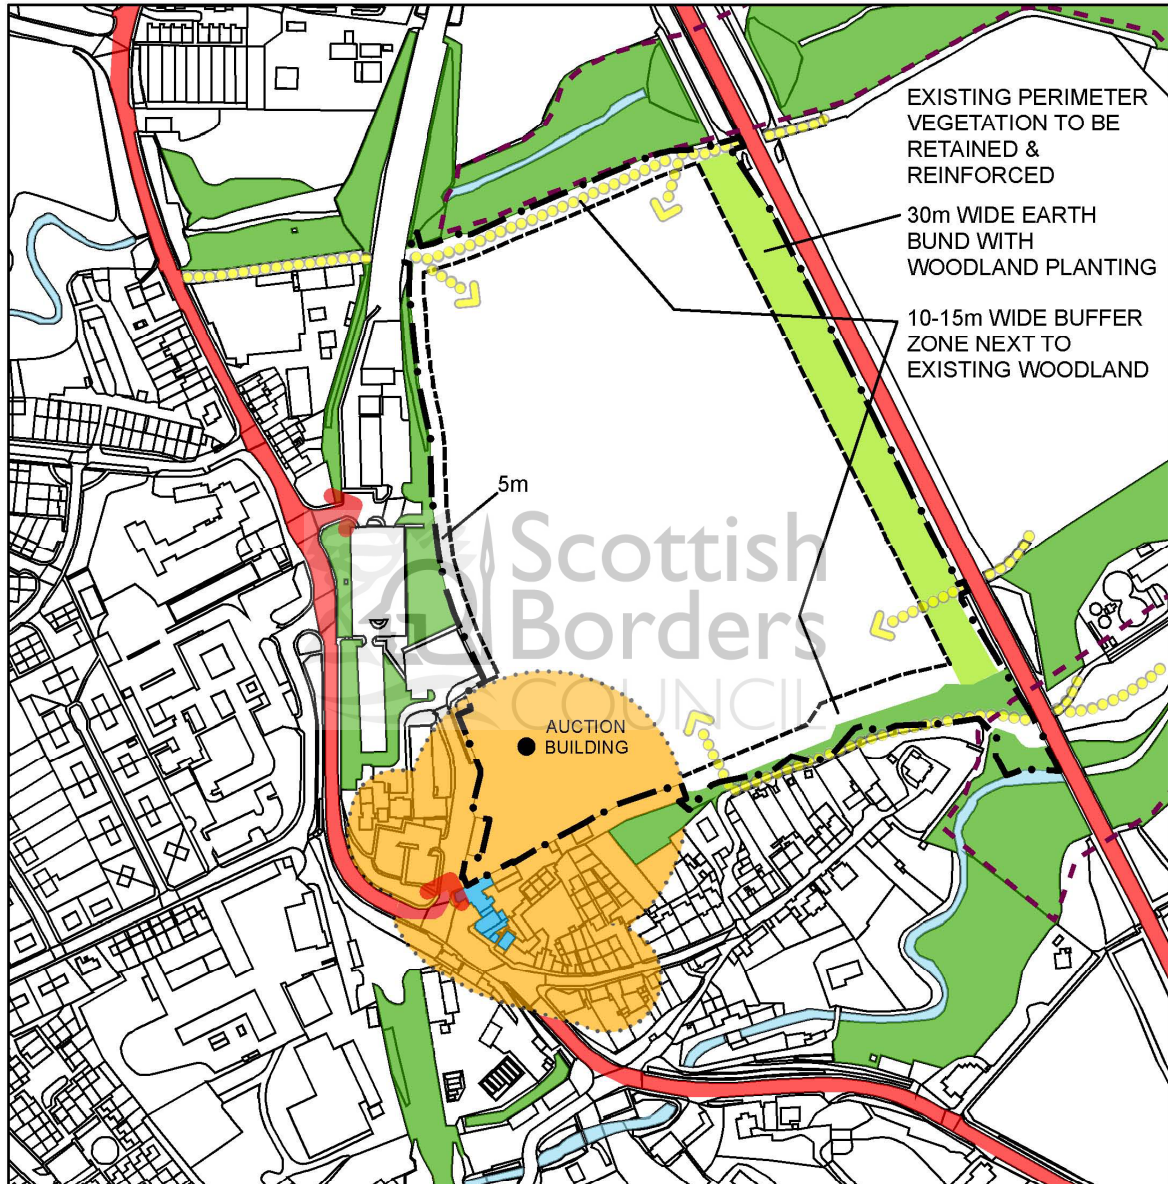 EXISTING PERIMETER
VEGETATION TO BE
RETAINED &
REINFORCED
30m WIDE EARTH
BUND WITH
WOODLAND PLANTING
10-15m WIDE BUFFER
ZONE NEXT TO
EXISTING WOODLAND
5m
Scottish
Borders
COUNCIL
AUCTION
BUILDING